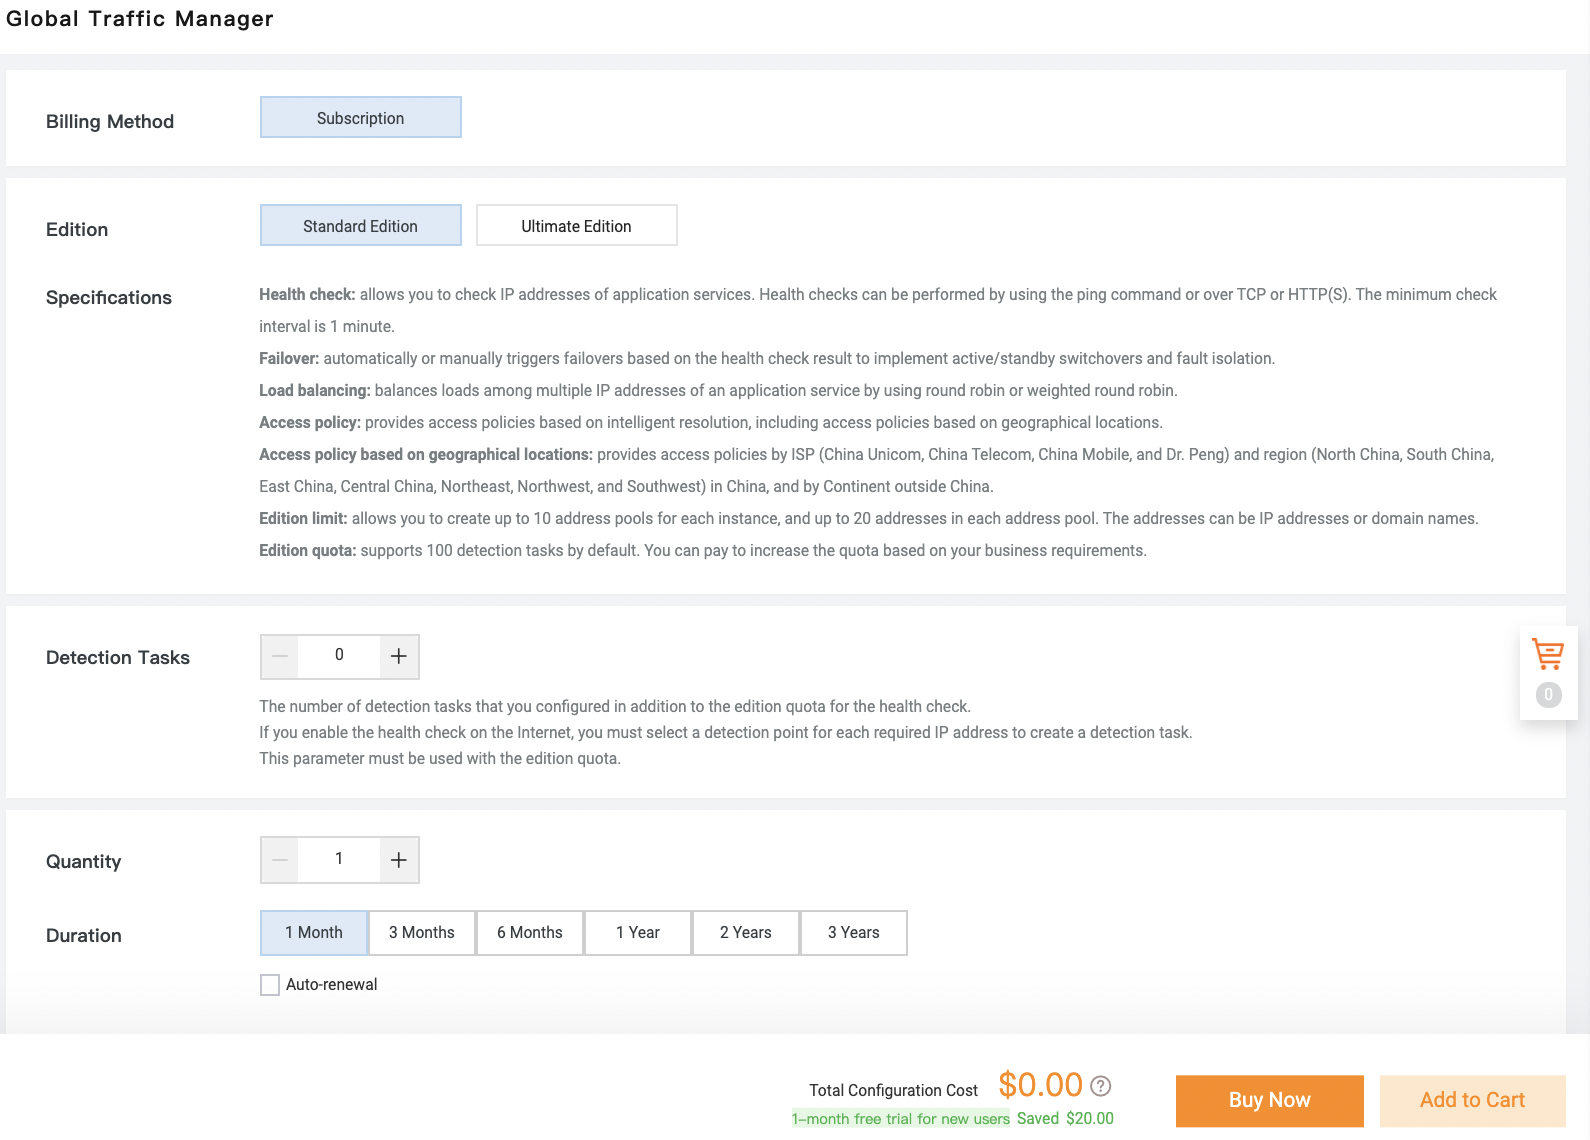 Global Traffic Manager
Billing Method
Subscription
Edition
Standard Edition
Ultimate Edition
Specifications
Health check: allows you to check IP addresses of application services. Health checks can be performed by using the ping command or over TCP or HTTP(S). The minimum check
interval is 1 minute.
Failover: automatically or manually triggers failovers based on the health check result to implement active/standby switchovers and fault isolation.
Load balancing: balances loads among multiple IP addresses of an application service by using round robin or weighted round robin.
Access policy: provides access policies based on intelligent resolution, including access policies based on geographical locations.
Access policy based on geographical locations: provides access policies by ISP (China Unicom, China Telecom, China Mobile, and Dr. Peng) and region (North China, South China,
East China, Central China, Northeast, Northwest, and Southwest) in China, and by Continent outside China.
Edition limit: allows you to create up to 10 address pools for each instance, and up to 20 addresses in each address pool. The addresses can be IP addresses or domain names.
Edition quota: supports 100 detection tasks by default. You can pay to increase the quota based on your business requirements.
Detection Tasks
— 0 +
The number of detection tasks that you configured in addition to the edition quota for the health check.
If you enable the health check on the Internet, you must select a detection point for each required IP address to create a detection task.
This parameter must be used with the edition quota.
0
Quantity
— 1 +
Duration
1 Month
3 Months
6 Months
1 Year
2 Years
3 Years
Auto-renewal
Total Configuration Cost $0.00 ?
1-month free trial for new users Saved $20.00
Buy Now
Add to Cart